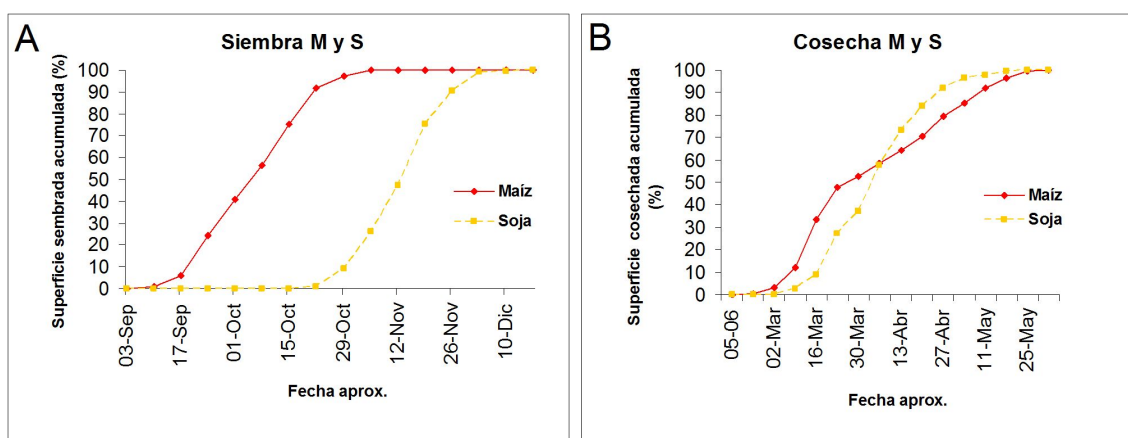 A
Siembra M y S
Superficie sembrada acumulada (%)
100
90
80
70
60
50
40
30
20
10
0
Maíz
Soja
03-Sep
17-Sep
01-Oct
15-Oct
29-Oct
12-Nov
26-Nov
10-Dic
Fecha aprox.
B
Cosecha M y S
Superficie cosechada acumulada
(%)
100
90
80
70
60
50
40
30
20
10
0
Maíz
Soja
05-06
02-Mar
16-Mar
30-Mar
13-Abr
27-Abr
11-May
25-May
Fecha aprox.